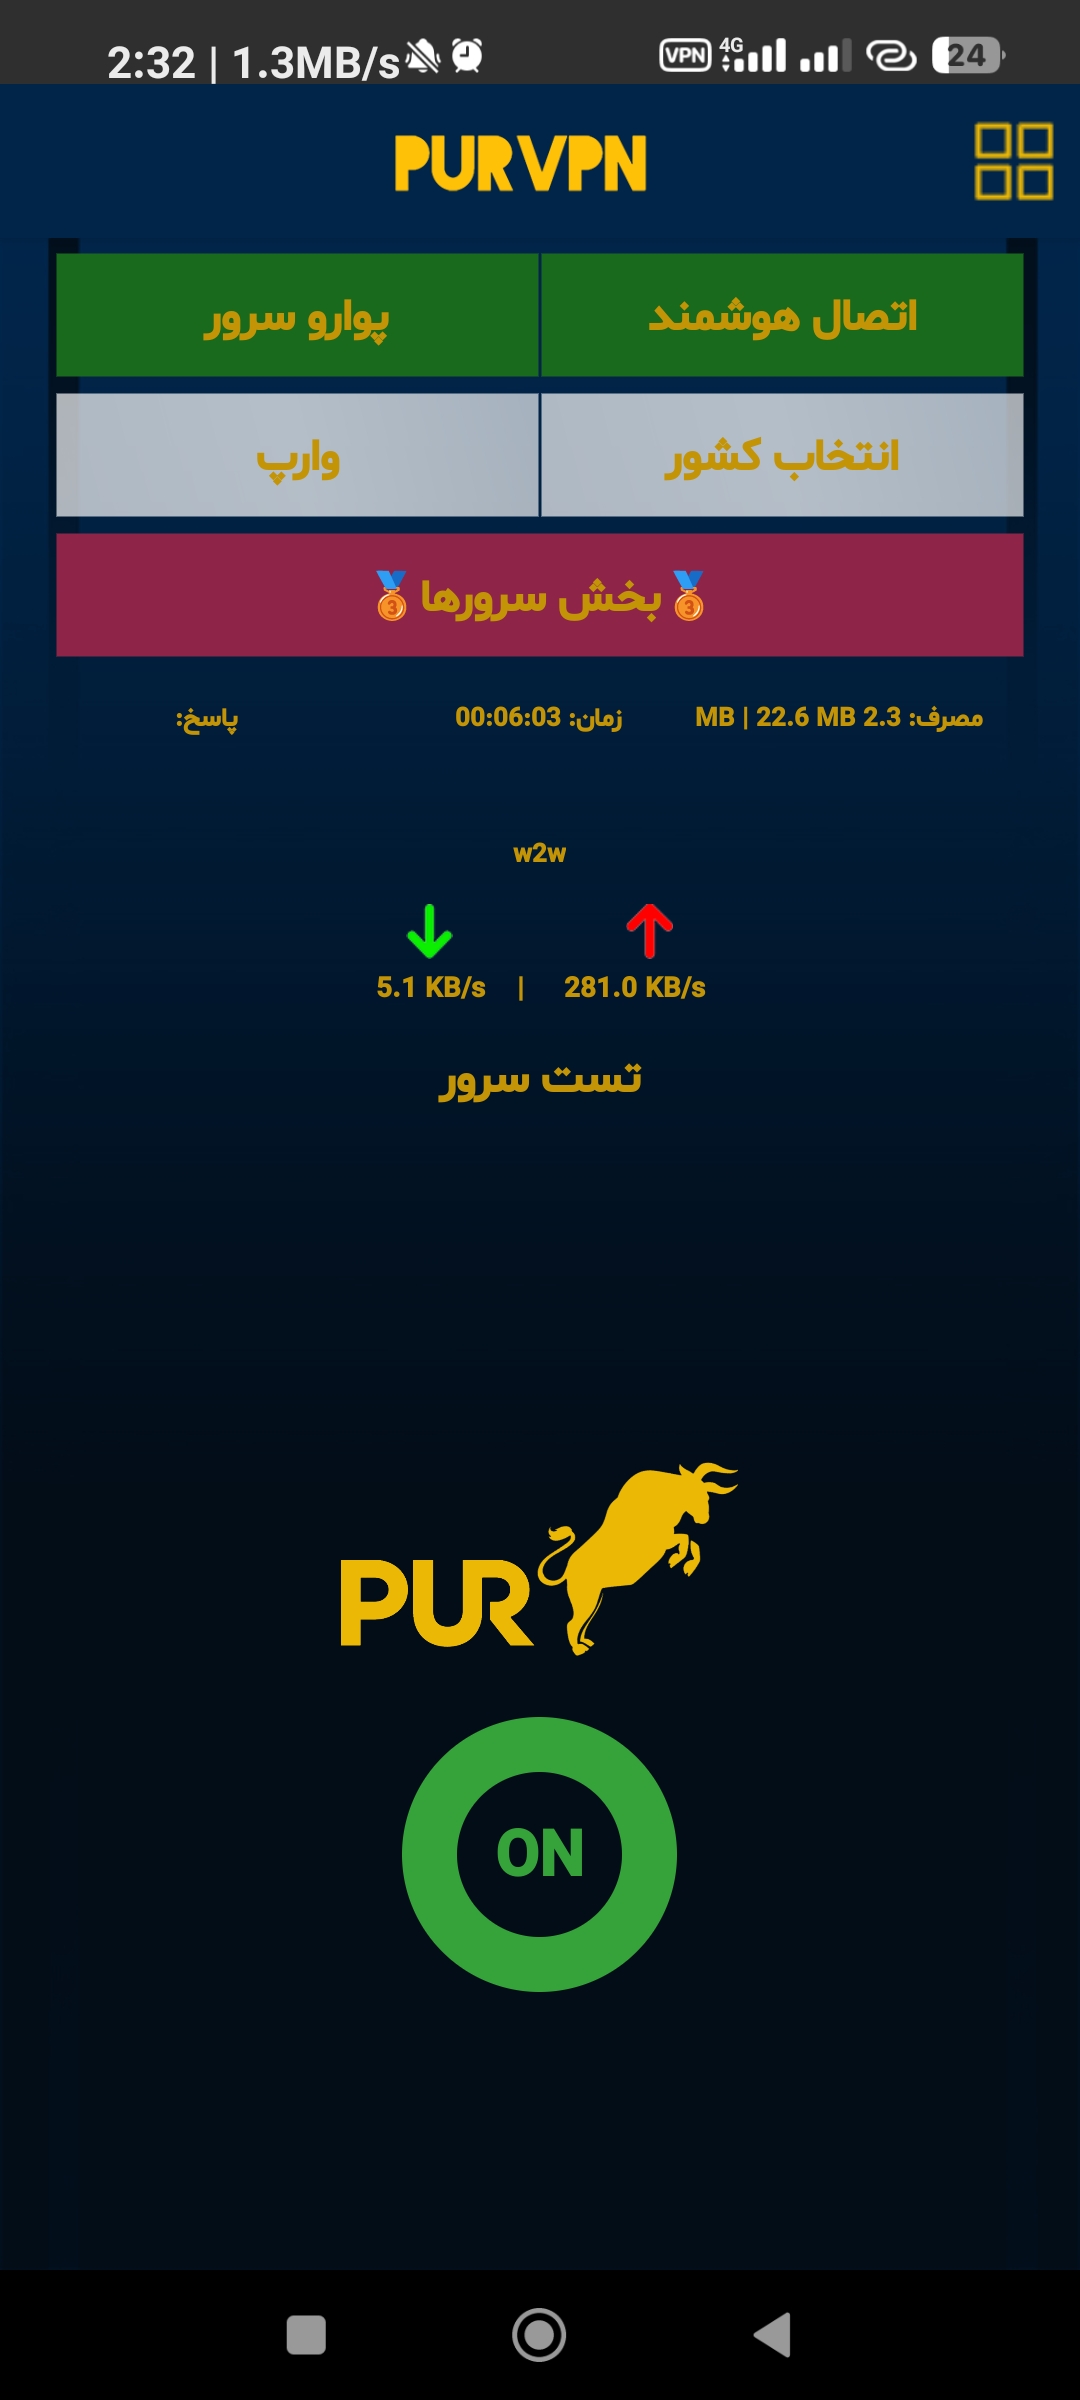 2:32 | 1.3MB/s VPN 4G 24
PUR VPN
اتصال هوشمند پوارو سرور
انتخاب کشور وارپ
🥉بخش سرورها🥉
مصرف: 2.3 MB | 22.6 MB زمان: 00:06:03 پاسخ:
w2w
5.1 KB/s | 281.0 KB/s
تست سرور
PUR
ON